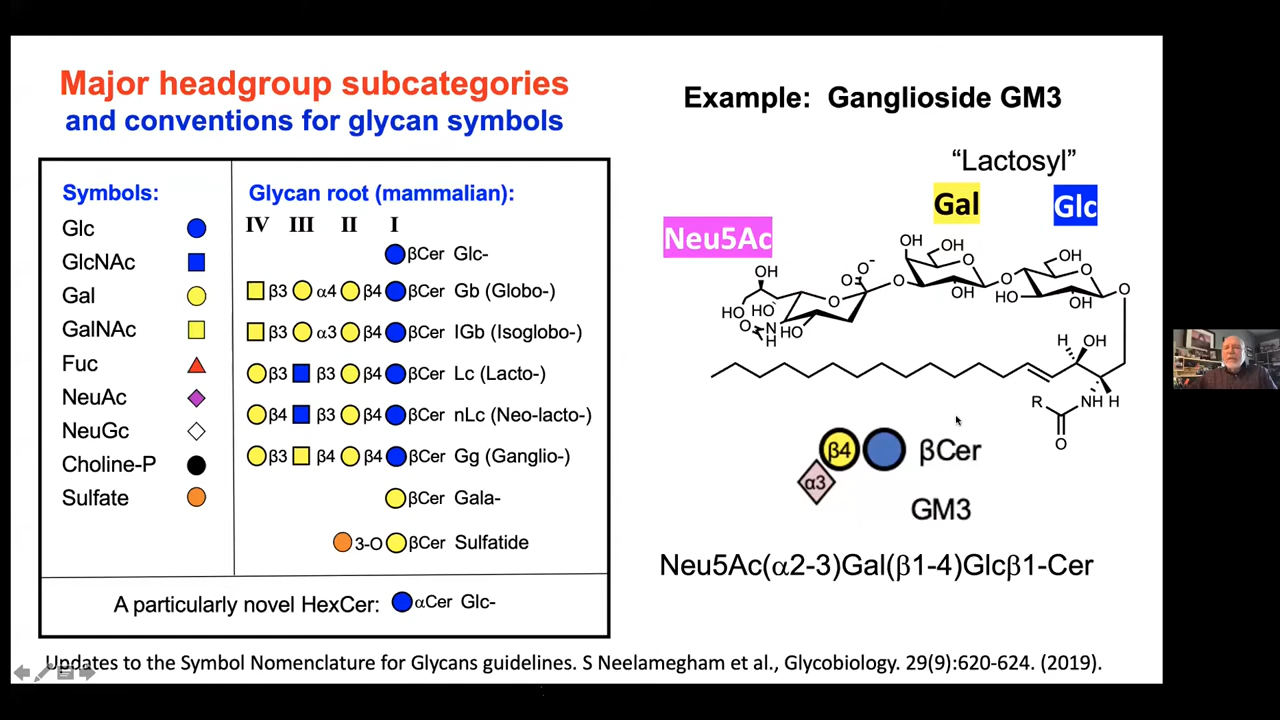 Major headgroup subcategories
and conventions for glycan symbols
Symbols:
Glc
GlcNAc
Gal
GalNAc
Fuc
NeuAc
NeuGc
Choline-P
Sulfate
Glycan root (mammalian):
IV III II I
βCer Glc-
β3 α4 β4 βCer Gb (Globo-)
β3 α3 β4 βCer IGb (Isoglobo-)
β3 β3 β4 βCer Lc (Lacto-)
β4 β3 β4 βCer nLc (Neo-lacto-)
β3 β4 β4 βCer Gg (Ganglio-)
βCer Gala-
3-O βCer Sulfatide
A particularly novel HexCer: αCer Glc-
Example: Ganglioside GM3
“Lactosyl”
Neu5Ac Gal Glc
OH OH OH
OH O⁻ O O O O
O O OH HO OH O
HO HO
O N HO
H
H OH
R NH H
O
β4 βCer
α3
GM3
Neu5Ac(α2-3)Gal(β1-4)Glcβ1-Cer
Updates to the Symbol Nomenclature for Glycans guidelines. S Neelamegham et al., Glycobiology. 29(9):620-624. (2019).